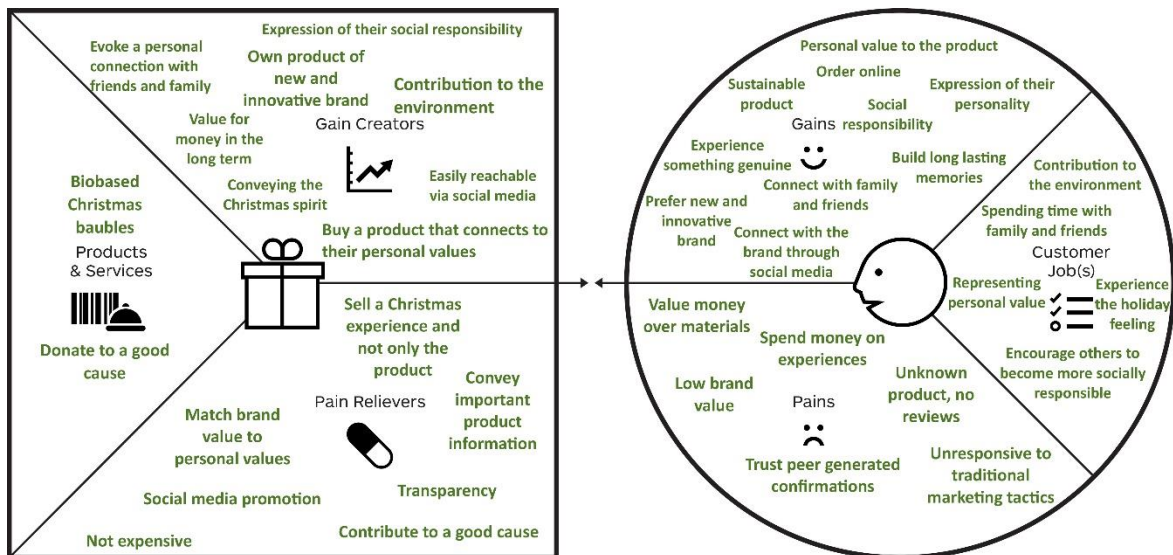 Expression of their social responsibility
Evoke a personal
connection with
friends and family
Own product of
new and
innovative brand
Contribution to the
environment
Value for
money in the
long term
Gain Creators
Conveying the
Christmas spirit
Easily reachable
via social media
Buy a product that connects to
their personal values
Biobased
Christmas
baubles
Products
& Services
Donate to a good
cause
Sell a Christmas
experience and
not only the
product
Convey
important
product
information
Pain Relievers
Match brand
value to
personal values
Social media promotion
Transparency
Not expensive
Contribute to a good cause
Personal value to the product
Order online
Sustainable
product
Expression of their
personality
Social
responsibility
Gains
Experience
something genuine
Build long lasting
memories
Connect with family
and friends
Prefer new and
innovative
brand
Connect with the
brand through
social media
Contribution to
the environment
Spending time with
family and friends
Customer
Job(s)
Representing
personal value
Experience
the holiday
feeling
Encourage others to
become more socially
responsible
Value money
over materials
Spend money on
experiences
Low brand
value
Pains
Unknown
product, no
reviews
Trust peer generated
confirmations
Unresponsive to
traditional
marketing tactics